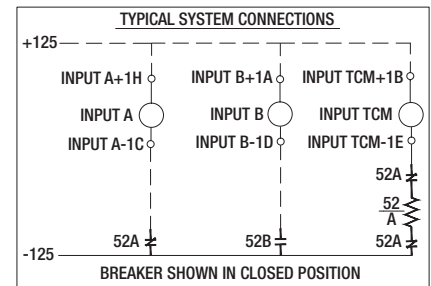 TYPICAL SYSTEM CONNECTIONS
+125
INPUT A+1H
INPUT B+1A
INPUT TCM+1B
INPUT A
INPUT B
INPUT TCM
INPUT A-1C
INPUT B-1D
INPUT TCM-1E
52A
52
A
52A
52B
52A
-125
BREAKER SHOWN IN CLOSED POSITION